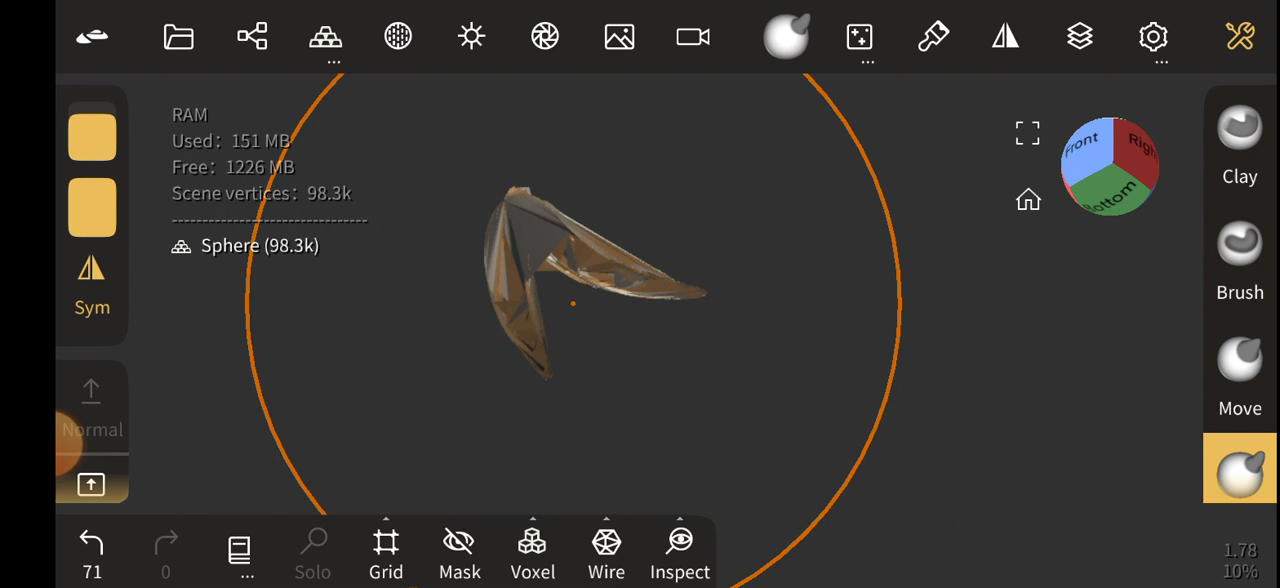 RAM
Used: 151 MB
Free: 1226 MB
Scene vertices: 98.3k
--------------------------------
Sphere (98.3k)
Front
Righ
Bottom
Sym
Normal
Clay
Brush
Move
71
0
...
Solo
Grid
Mask
Voxel
Wire
Inspect
1.78
10%